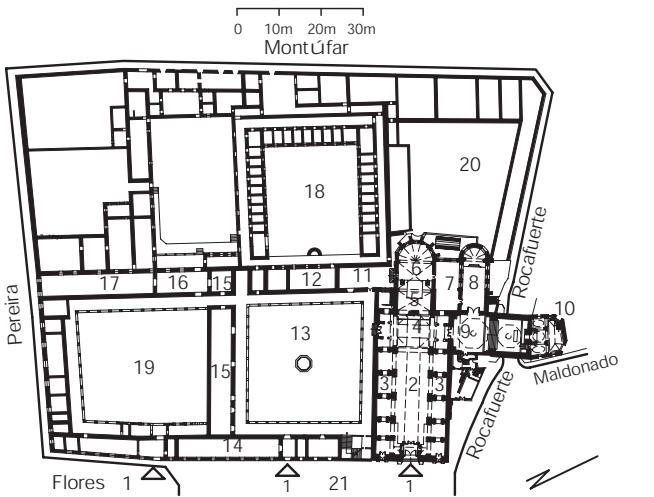 0 10m 20m 30m
Montúfar
20
18
Rocafuerte
6
17 16 15 12 11 7 8
5
10
Pereira
13
4 9
19 15 3 2 3
Maldonado
Rocafuerte
14
Flores 1 1 21 1